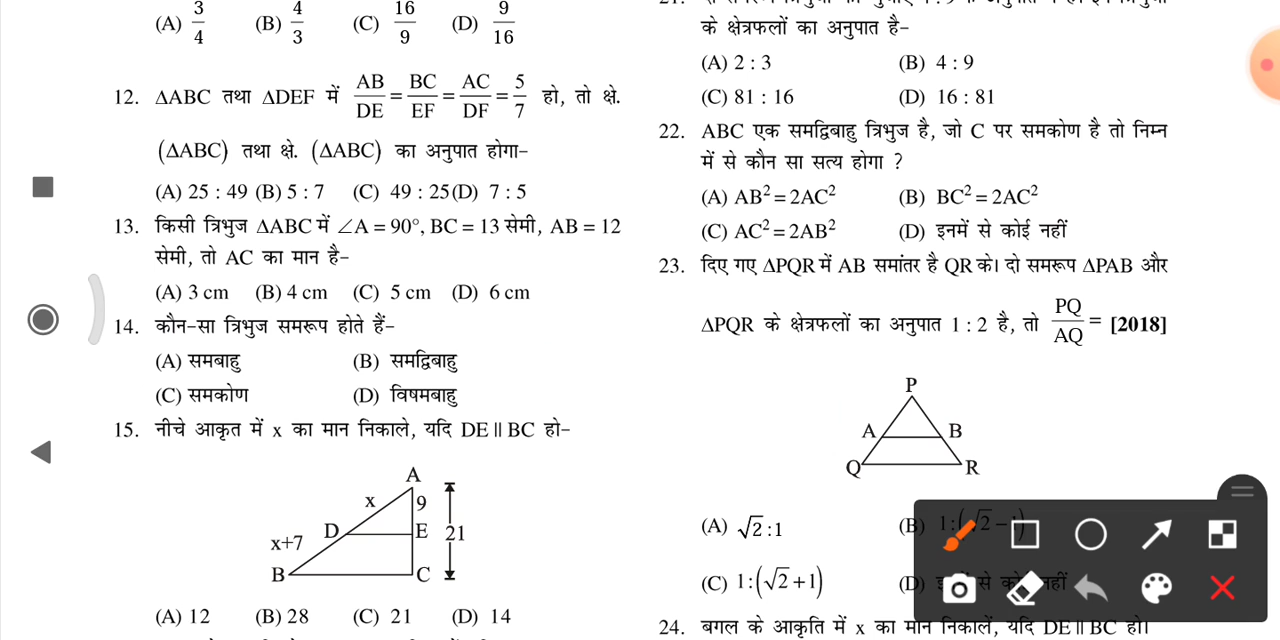 (A) 3/4 (B) 4/3 (C) 16/9 (D) 9/16
12. ΔABC तथा ΔDEF में AB/DE = BC/EF = AC/DF = 5/7 हो, तो क्षे.
(ΔABC) तथा क्षे. (ΔABC) का अनुपात होगा–
(A) 25 : 49 (B) 5 : 7 (C) 49 : 25 (D) 7 : 5
13. किसी त्रिभुज ΔABC में ∠A = 90°, BC = 13 सेमी, AB = 12
सेमी, तो AC का मान है–
(A) 3 cm (B) 4 cm (C) 5 cm (D) 6 cm
14. कौन-सा त्रिभुज समरूप होते हैं–
(A) समबाहु (B) समद्विबाहु
(C) समकोण (D) विषमबाहु
15. नीचे आकृत में x का मान निकाले, यदि DE || BC हो–
A
x 9
D E 21
x+7
B C
(A) 12 (B) 28 (C) 21 (D) 14
के क्षेत्रफलों का अनुपात है–
(A) 2 : 3 (B) 4 : 9
(C) 81 : 16 (D) 16 : 81
22. ABC एक समद्विबाहु त्रिभुज है, जो C पर समकोण है तो निम्न
में से कौन सा सत्य होगा ?
(A) AB² = 2AC² (B) BC² = 2AC²
(C) AC² = 2AB² (D) इनमें से कोई नहीं
23. दिए गए ΔPQR में AB समांतर है QR के। दो समरूप ΔPAB और
ΔPQR के क्षेत्रफलों का अनुपात 1 : 2 है, तो PQ/AQ = [2018]
P
A B
Q R
(A) √2 : 1 (B) 1:(√2–1)
(C) 1:(√2+1) (D)
24. बगल के आकृति में x का मान निकालें, यदि DE || BC हो।